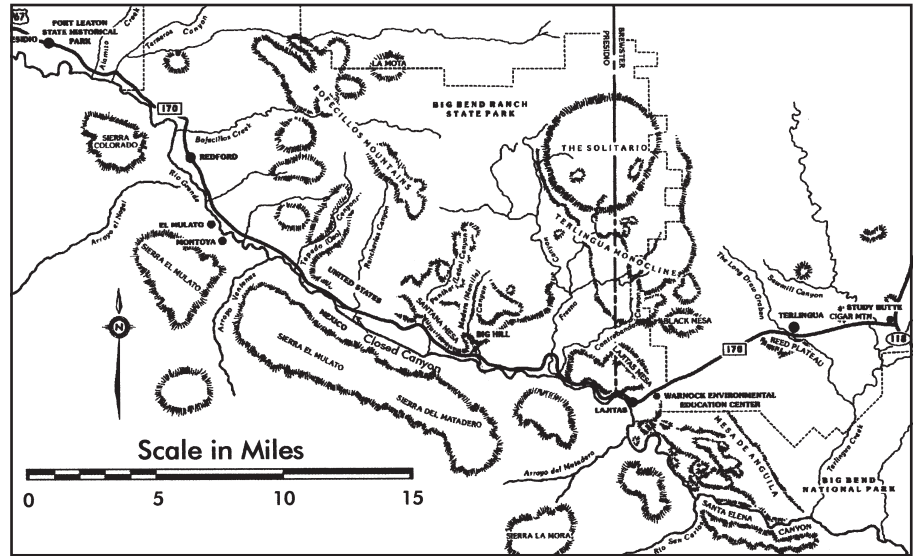 67
PRESIDIO
FORT LEATON
STATE HISTORICAL
PARK
Alamito Creek
Terneros Canyon
LA MOTA
BIG BEND RANCH
STATE PARK
PRESIDIO
BREWSTER
170
SIERRA
COLORADO
Bofecillos Creek
BOFECILLOS MOUNTAINS
REDFORD
THE SOLITARIO
Rio Grande
EL MULATO
MONTOYA
Arroyo el Nogal
SIERRA EL MULATO
Canyon
Panther Canyon
Canyon
TERLINGUA MONOCLINE
UNITED STATES
MEXICO
SANTANA MESA
BIG HILL
Closed Canyon
Fresno
Contrabando
BLACK MESA
LAJITAS MESA
The Long Draw Graben
Sawmill Canyon
TERLINGUA
STUDY BUTTE
CIGAR MTN.
118
REED PLATEAU
170
SIERRA EL MULATO
SIERRA DEL MATADERO
LAJITAS
WARNOCK ENVIRONMENTAL
EDUCATION CENTER
N
MESA DE ANGUILA
Terlingua Creek
Arroyo del Matadero
BIG BEND
NATIONAL PARK
SANTA ELENA CANYON
SIERRA LA MORA
Rio San Carlos
Scale in Miles
0 5 10 15